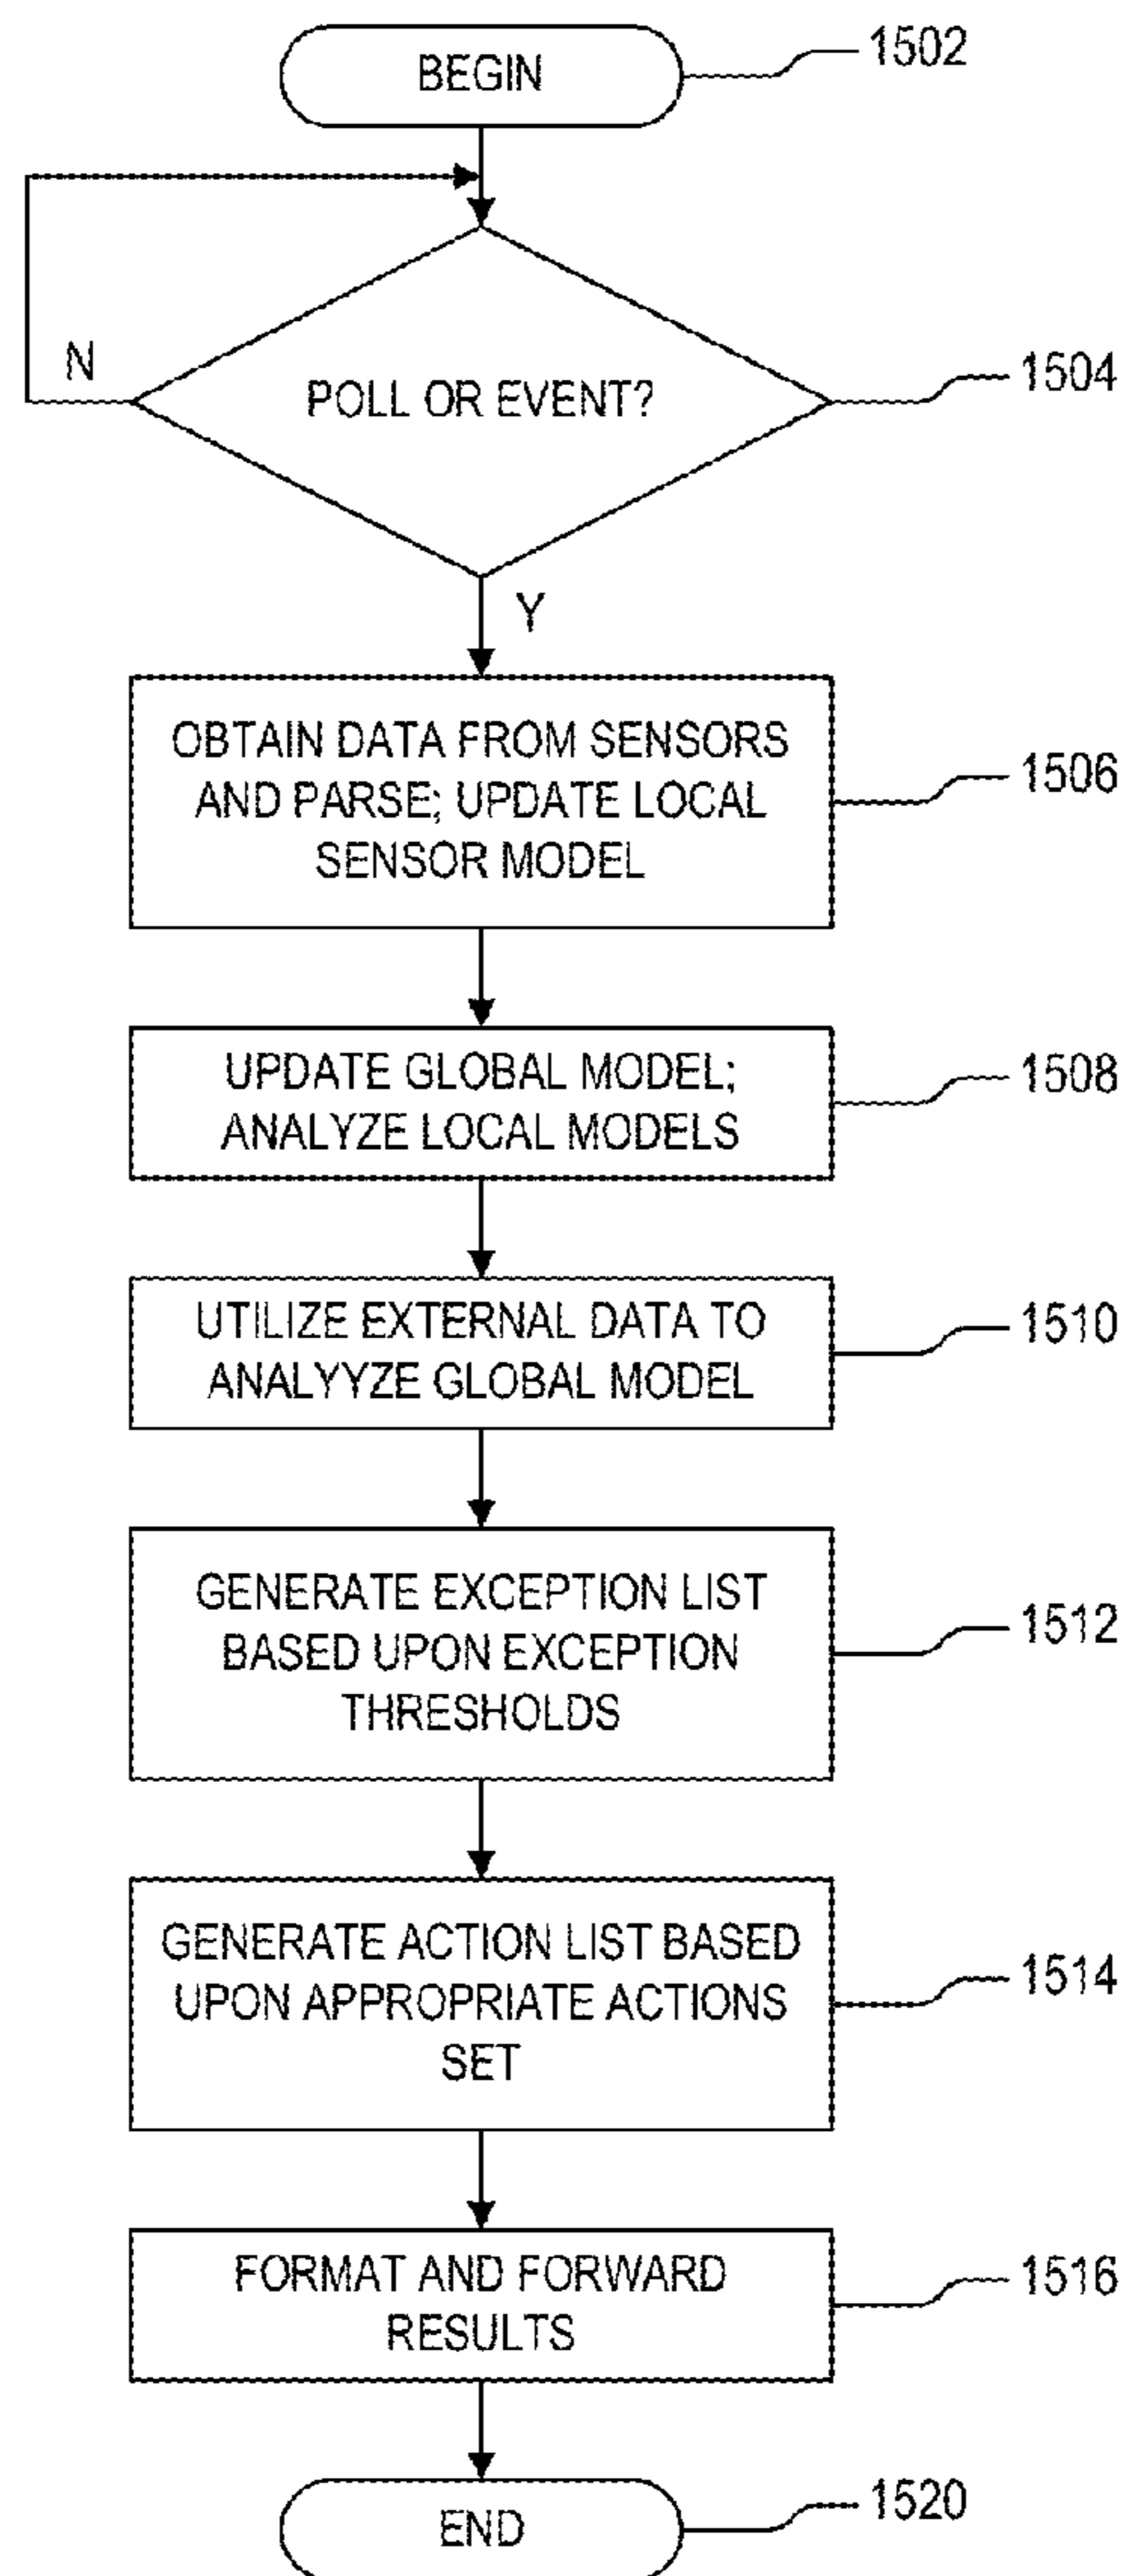 BEGIN
1502
N
POLL OR EVENT?
1504
Y
OBTAIN DATA FROM SENSORS
AND PARSE; UPDATE LOCAL
SENSOR MODEL
1506
UPDATE GLOBAL MODEL;
ANALYZE LOCAL MODELS
1508
UTILIZE EXTERNAL DATA TO
ANALYYZE GLOBAL MODEL
1510
GENERATE EXCEPTION LIST
BASED UPON EXCEPTION
THRESHOLDS
1512
GENERATE ACTION LIST BASED
UPON APPROPRIATE ACTIONS
SET
1514
FORMAT AND FORWARD
RESULTS
1516
END
1520